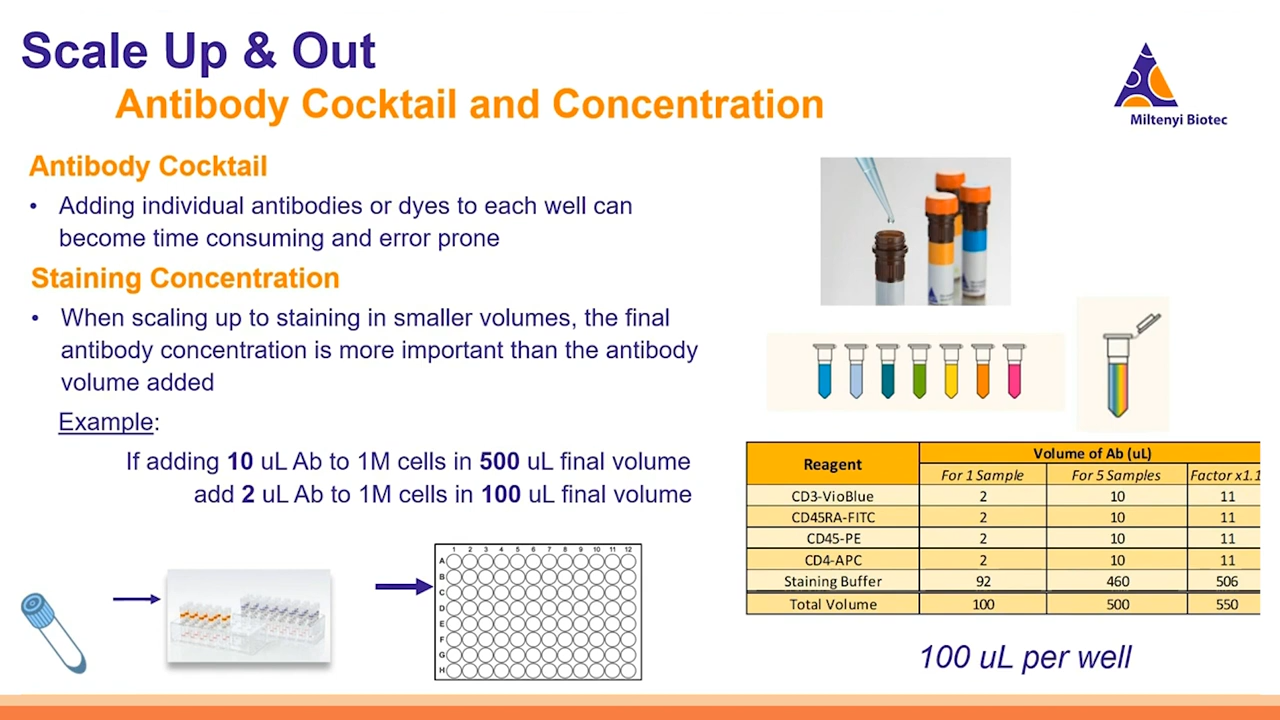 Scale Up & Out
Antibody Cocktail and Concentration
Miltenyi Biotec
Antibody Cocktail
• Adding individual antibodies or dyes to each well can
become time consuming and error prone
Staining Concentration
• When scaling up to staining in smaller volumes, the final
antibody concentration is more important than the antibody
volume added
Example:
If adding 10 uL Ab to 1M cells in 500 uL final volume
add 2 uL Ab to 1M cells in 100 uL final volume
1 2 3 4 5 6 7 8 9 10 11 12
A
B
C
D
E
F
G
H
Reagent Volume of Ab (uL)
For 1 Sample For 5 Samples Factor x1.1
CD3-VioBlue 2 10 11
CD45RA-FITC 2 10 11
CD45-PE 2 10 11
CD4-APC 2 10 11
Staining Buffer 92 460 506
Total Volume 100 500 550
100 uL per well